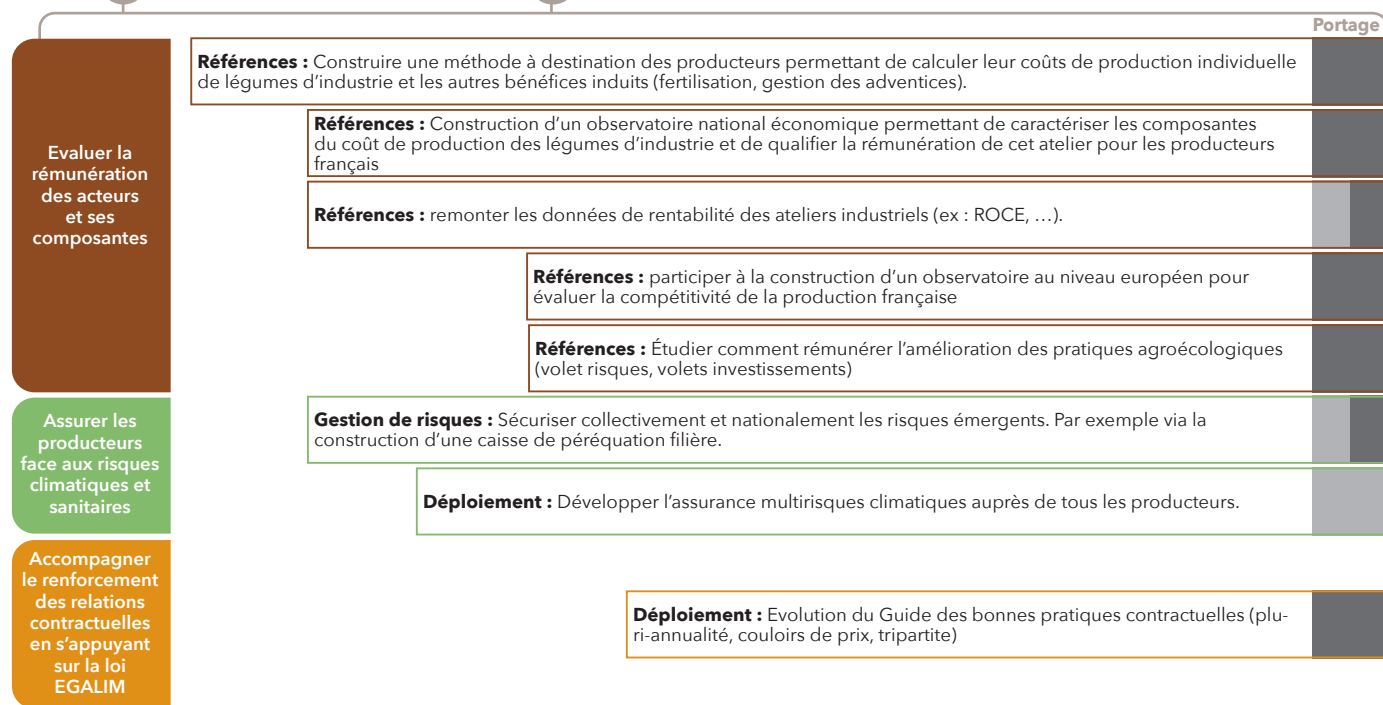 Portage
Evaluer la
rémunération
des acteurs
et ses
composantes
Références : Construire une méthode à destination des producteurs permettant de calculer leur coûts de production individuelle
de légumes d’industrie et les autres bénéfices induits (fertilisation, gestion des adventices).
Références : Construction d’un observatoire national économique permettant de caractériser les composantes
du coût de production des légumes d’industrie et de qualifier la rémunération de cet atelier pour les producteurs
français
Références : remonter les données de rentabilité des ateliers industriels (ex : ROCE, …).
Références : participer à la construction d’un observatoire au niveau européen pour
évaluer la compétitivité de la production française
Références : Étudier comment rémunérer l’amélioration des pratiques agroécologiques
(volet risques, volets investissements)
Assurer les
producteurs
face aux risques
climatiques et
sanitaires
Gestion de risques : Sécuriser collectivement et nationalement les risques émergents. Par exemple via la
construction d’une caisse de péréquation filière.
Déploiement : Développer l’assurance multirisques climatiques auprès de tous les producteurs.
Accompagner
le renforcement
des relations
contractuelles
en s’appuyant
sur la loi
EGALIM
Déploiement : Evolution du Guide des bonnes pratiques contractuelles (plu-
ri-annualité, couloirs de prix, tripartite)